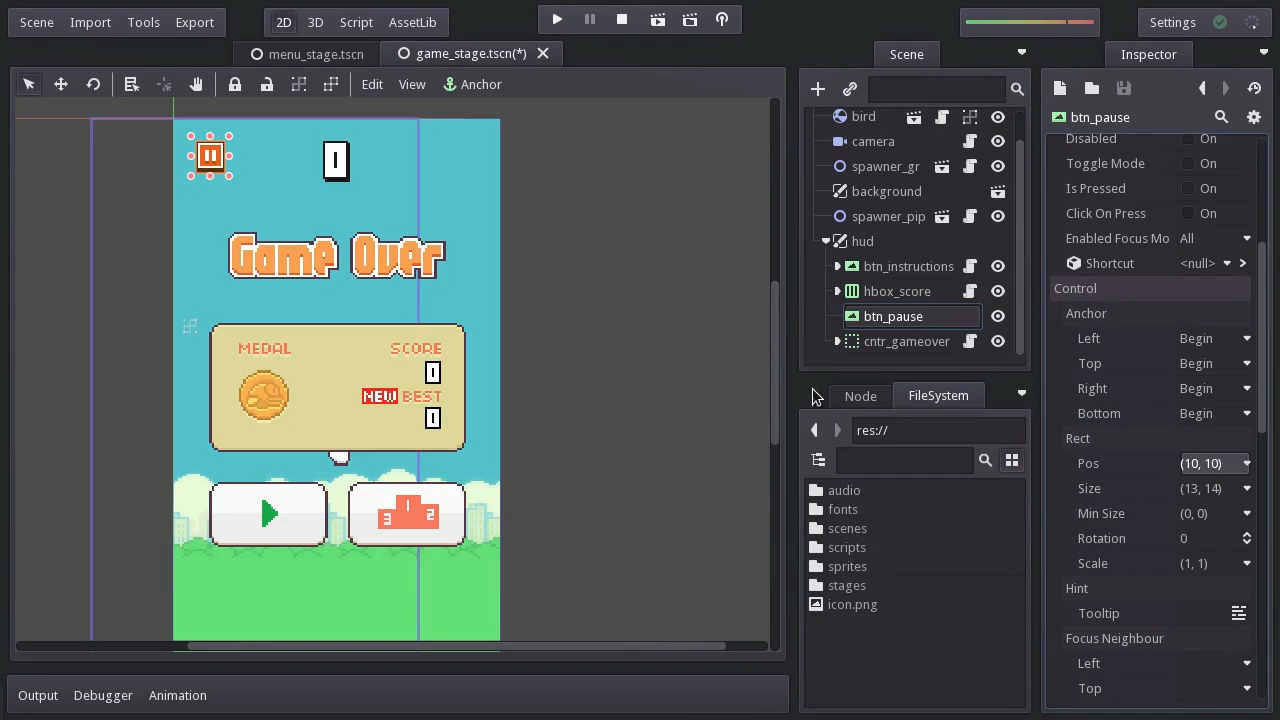 Scene Import Tools Export
2D 3D Script AssetLib
Settings
menu_stage.tscn
game_stage.tscn(*)
Edit View Anchor
Game Over
MEDAL SCORE
NEW BEST
3 1 2
Output Debugger Animation
Scene
bird
camera
spawner_gr
background
spawner_pip
hud
btn_instructions
hbox_score
btn_pause
cntr_gameover
Node FileSystem
res://
audio
fonts
scenes
scripts
sprites
stages
icon.png
Inspector
btn_pause
Disabled On
Toggle Mode On
Is Pressed On
Click On Press On
Enabled Focus Mo All
Shortcut <null>
Control
Anchor
Left Begin
Top Begin
Right Begin
Bottom Begin
Rect
Pos (10, 10)
Size (13, 14)
Min Size (0, 0)
Rotation 0
Scale (1, 1)
Hint
Tooltip
Focus Neighbour
Left
Top